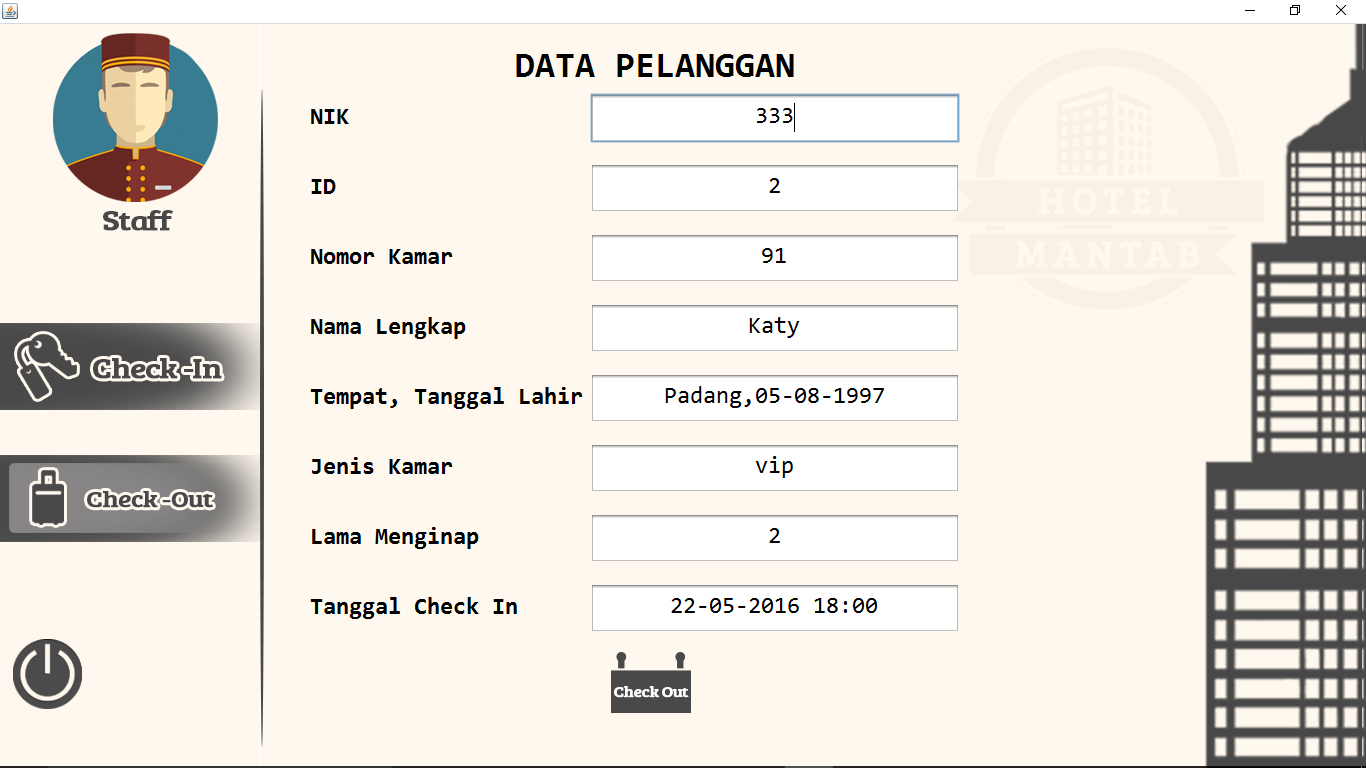 DATA PELANGGAN
Staff
Check-In
Check-Out
NIK 333
ID 2
Nomor Kamar 91
Nama Lengkap Katy
Tempat, Tanggal Lahir Padang,05-08-1997
Jenis Kamar vip
Lama Menginap 2
Tanggal Check In 22-05-2016 18:00
Check Out
HOTEL
MANTAB